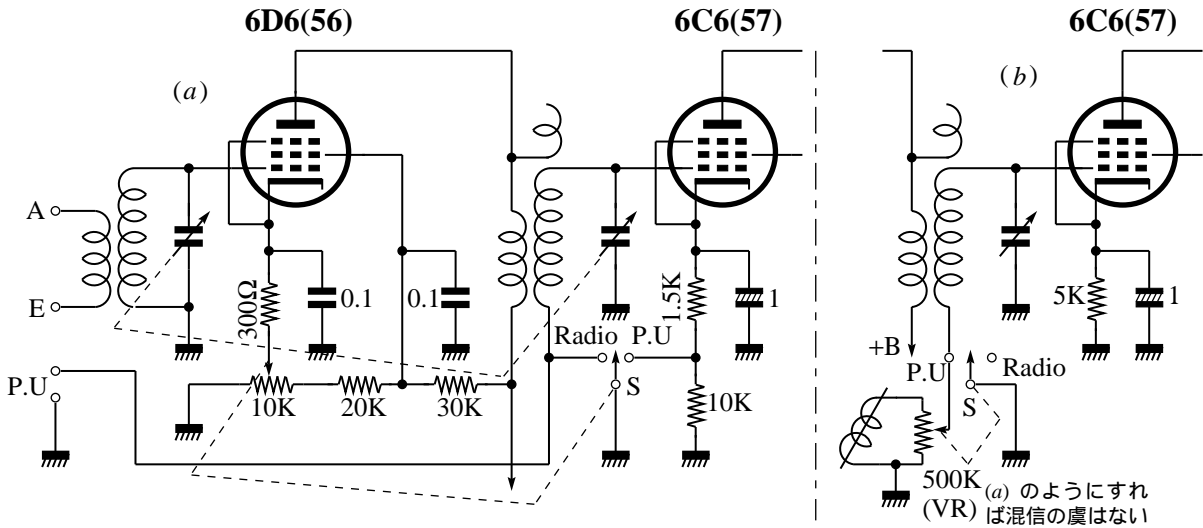 6D6(56)
6C6(57)
6C6(57)
(a)
(b)
A
E
P.U
300Ω
0.1
0.1
10K
20K
30K
Radio P.U
S
1.5K
1
10K
+B
P.U
Radio
S
5K
1
500K
(VR)
(a) のようにすれ
ば混信の虞はない